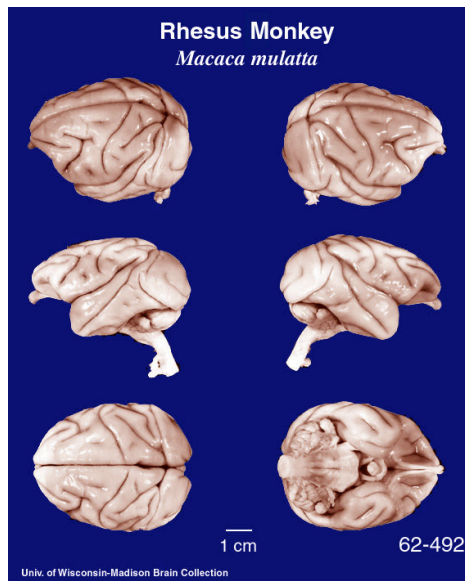 Rhesus Monkey
Macaca mulatta
1 cm
62-492
Univ. of Wisconsin-Madison Brain Collection